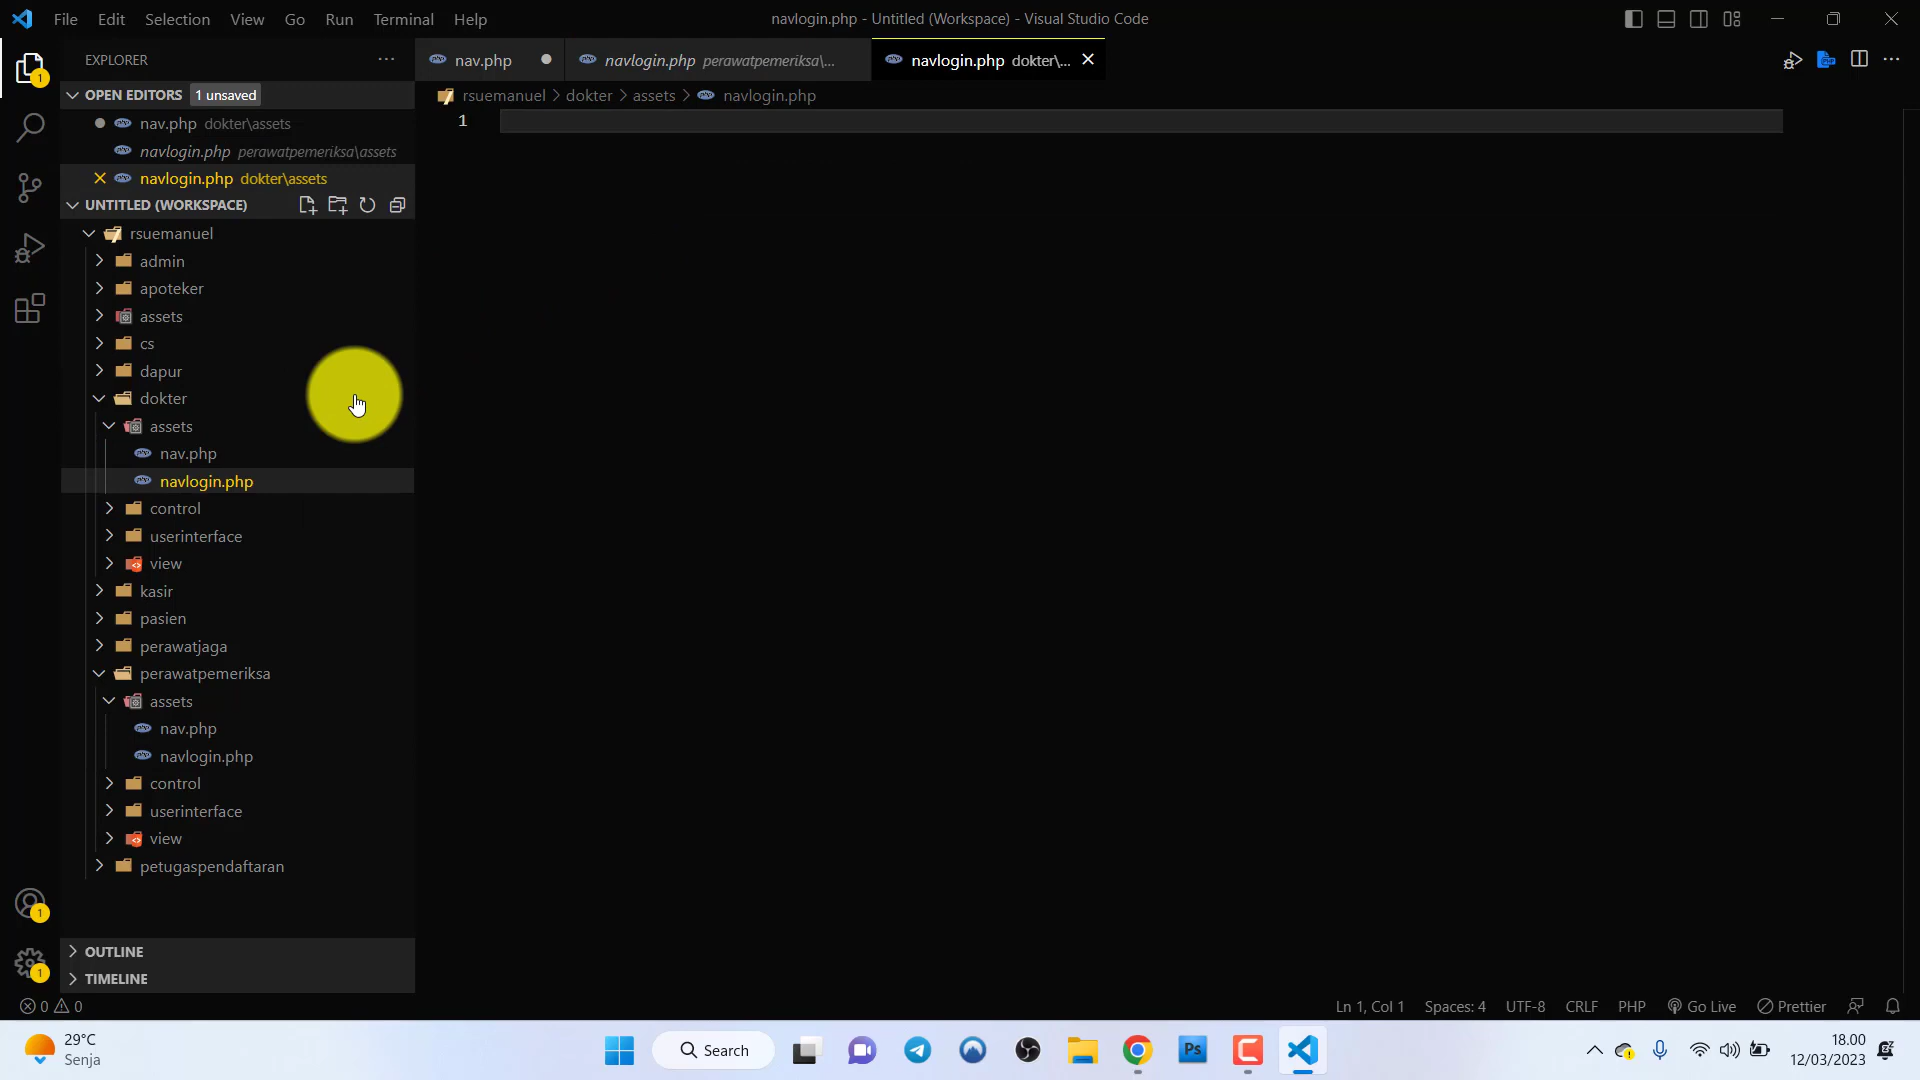 File Edit Selection View Go Run Terminal Help
navlogin.php - Untitled (Workspace) - Visual Studio Code
EXPLORER
nav.php
navlogin.php perawatpemeriksa\...
navlogin.php dokter\...
OPEN EDITORS 1 unsaved
rsuemanuel > dokter > assets > navlogin.php
1
nav.php dokter\assets
navlogin.php perawatpemeriksa\assets
navlogin.php dokter\assets
UNTITLED (WORKSPACE)
rsuemanuel
admin
apoteker
assets
cs
dapur
dokter
assets
nav.php
navlogin.php
control
userinterface
view
kasir
pasien
perawatjaga
perawatpemeriksa
assets
nav.php
navlogin.php
control
userinterface
view
petugaspendaftaran
1
1
1
OUTLINE
TIMELINE
0 0
Ln 1, Col 1 Spaces: 4 UTF-8 CRLF PHP Go Live Prettier
29°C
Senja
Search
Ps
18.00
12/03/2023